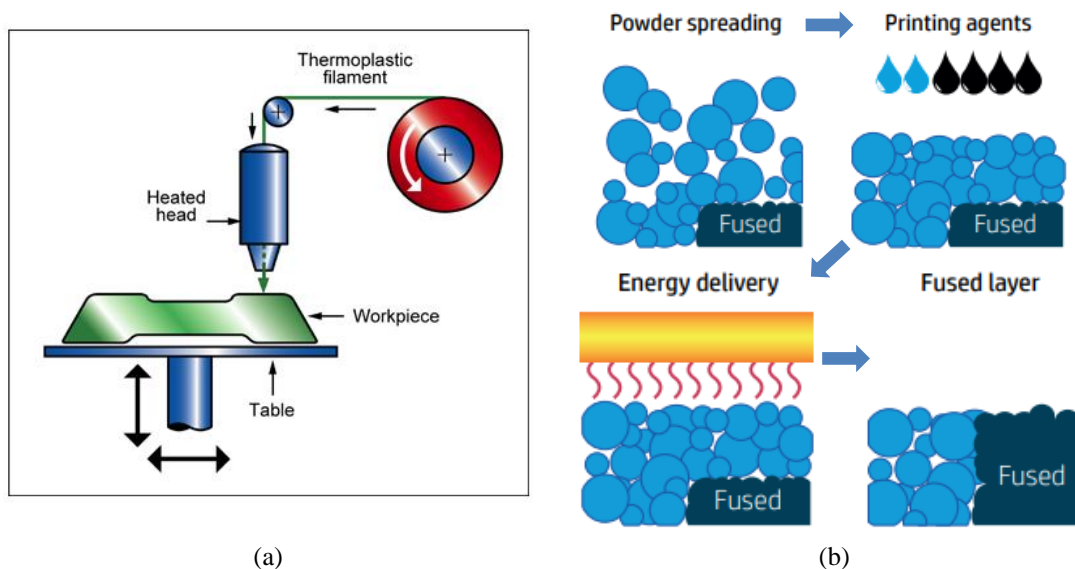 Thermoplastic
filament
Heated
head
Workpiece
Table
(a)
Powder spreading
Printing agents
Fused
Fused
Energy delivery
Fused layer
Fused
Fused
(b)